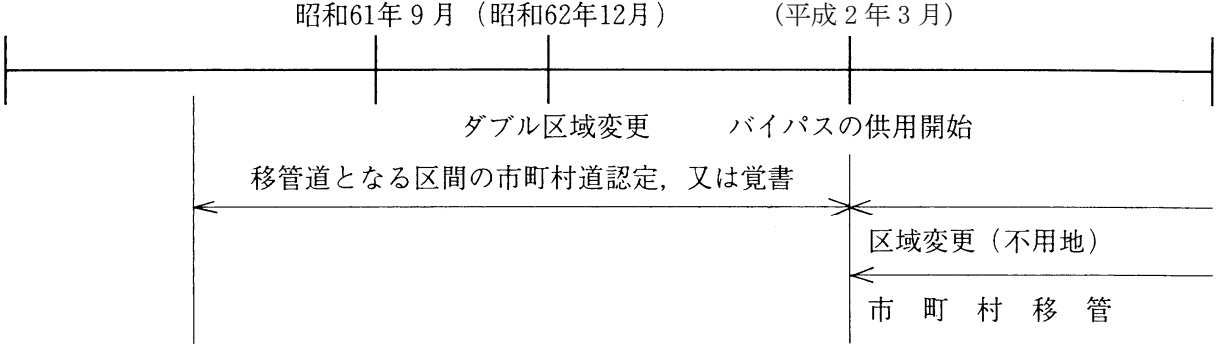 昭和61年9月（昭和62年12月）　（平成2年3月）
ダブル区域変更　バイパスの供用開始
移管道となる区間の市町村道認定，又は覚書
区域変更（不用地）
市町村移管